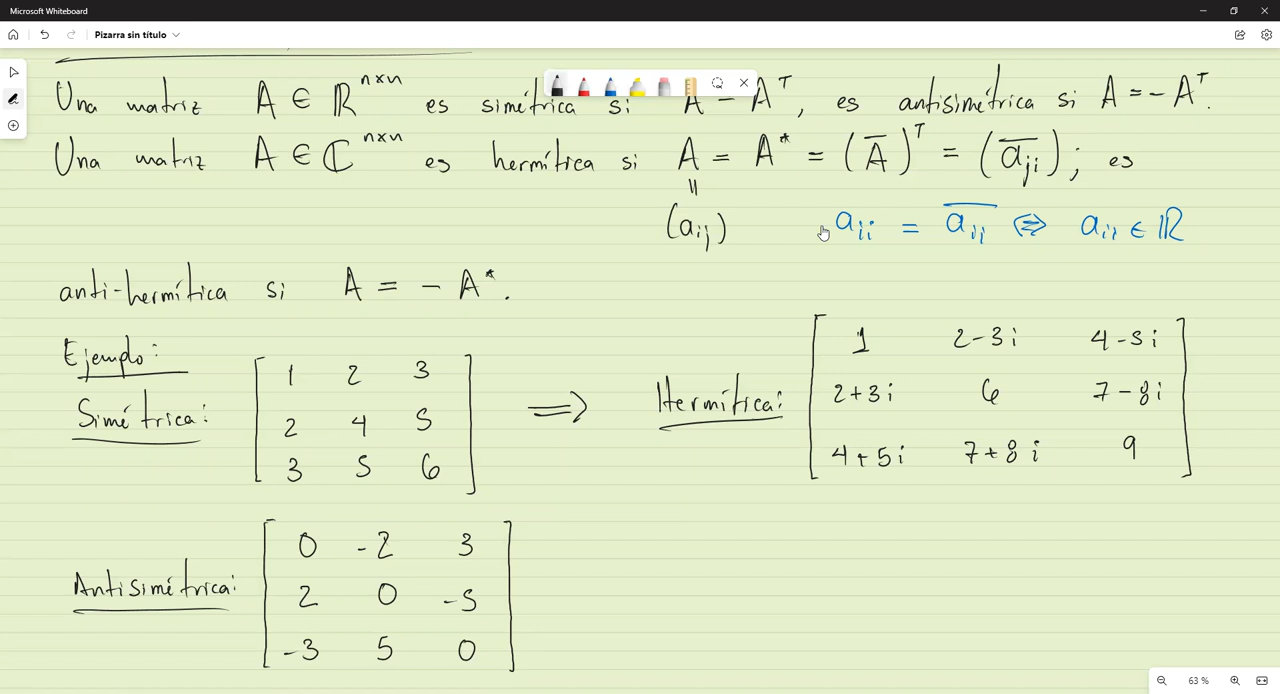 Microsoft Whiteboard
Pizarra sin título
Una matriz A ∈ ℝ^{n×n} es simétrica si A = A^T, es antisimétrica si A = -A^T.
Una matriz A ∈ ℂ^{n×n} es hermítica si A = A* = (A̅)^T = (a̅_{ji}); es
||
(a_{ij}) a_{ii} = a̅_{ii} ⇔ a_{ii} ∈ ℝ
anti-hermítica si A = - A*.
Ejemplo:
Simétrica:
1 2 3
2 4 5
3 5 6
⟹
Hermítica:
1 2-3i 4-5i
2+3i 6 7-8i
4+5i 7+8i 9
Antisimétrica:
0 -2 3
2 0 -5
-3 5 0
63 %